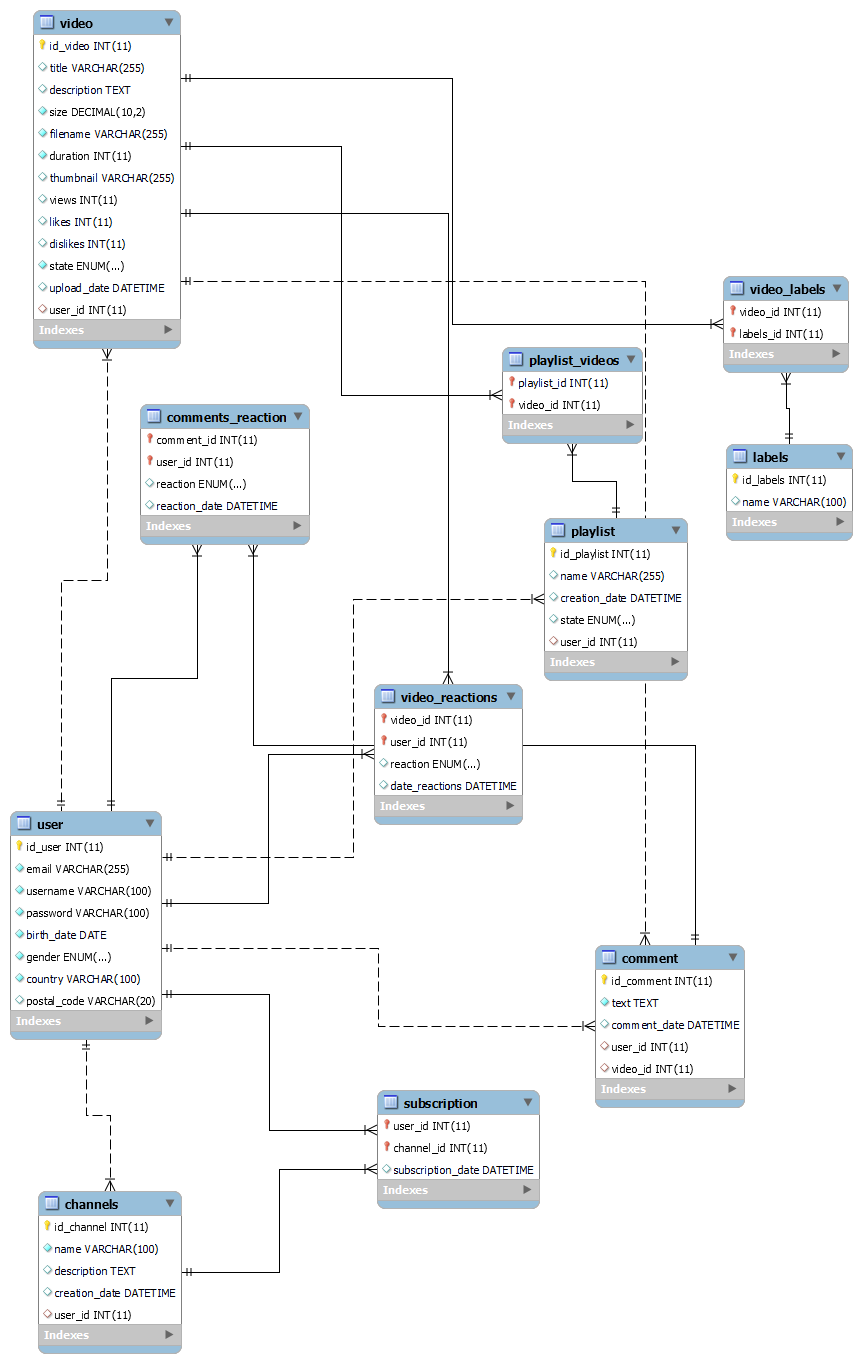 video
id_video INT(11)
title VARCHAR(255)
description TEXT
size DECIMAL(10,2)
filename VARCHAR(255)
duration INT(11)
thumbnail VARCHAR(255)
views INT(11)
likes INT(11)
dislikes INT(11)
state ENUM(...)
upload_date DATETIME
user_id INT(11)
Indexes
video_labels
video_id INT(11)
labels_id INT(11)
Indexes
playlist_videos
playlist_id INT(11)
video_id INT(11)
Indexes
comments_reaction
comment_id INT(11)
user_id INT(11)
reaction ENUM(...)
reaction_date DATETIME
Indexes
labels
id_labels INT(11)
name VARCHAR(100)
Indexes
playlist
id_playlist INT(11)
name VARCHAR(255)
creation_date DATETIME
state ENUM(...)
user_id INT(11)
Indexes
video_reactions
video_id INT(11)
user_id INT(11)
reaction ENUM(...)
date_reactions DATETIME
Indexes
user
id_user INT(11)
email VARCHAR(255)
username VARCHAR(100)
password VARCHAR(100)
birth_date DATE
gender ENUM(...)
country VARCHAR(100)
postal_code VARCHAR(20)
Indexes
comment
id_comment INT(11)
text TEXT
comment_date DATETIME
user_id INT(11)
video_id INT(11)
Indexes
subscription
user_id INT(11)
channel_id INT(11)
subscription_date DATETIME
Indexes
channels
id_channel INT(11)
name VARCHAR(100)
description TEXT
creation_date DATETIME
user_id INT(11)
Indexes